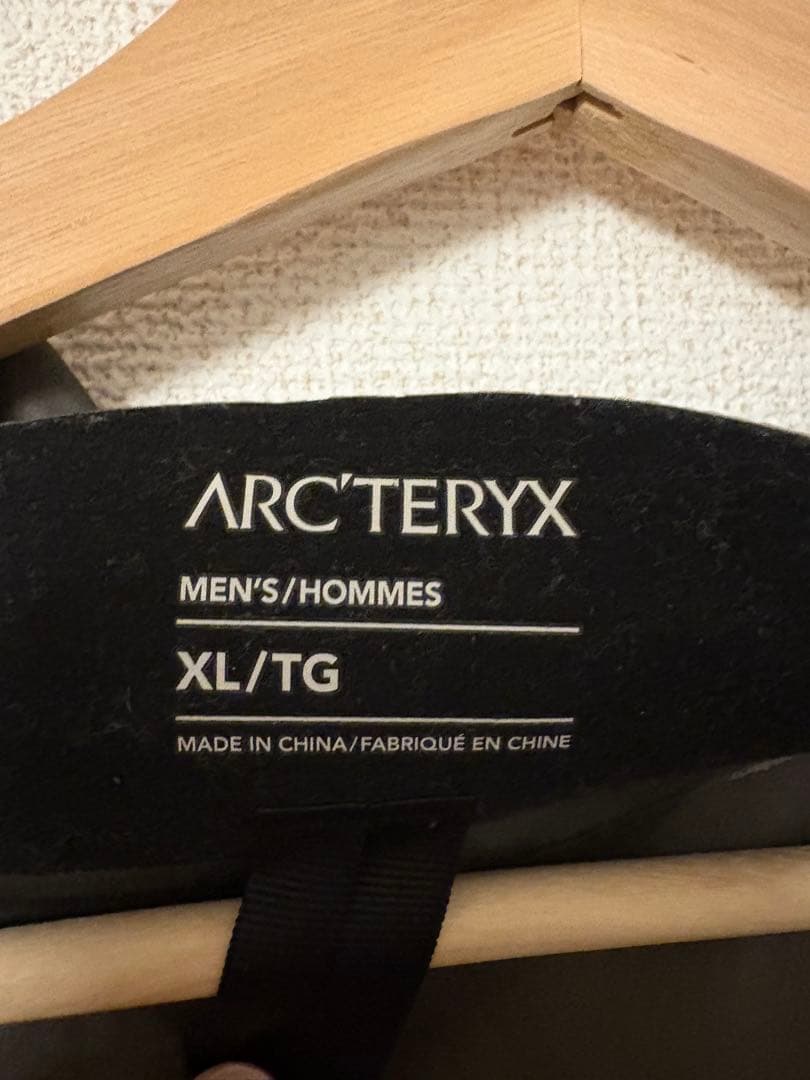 ARC'TERYX
MEN'S/HOMMES
XL/TG
MADE IN CHINA/FABRIQUÉ EN CHINE